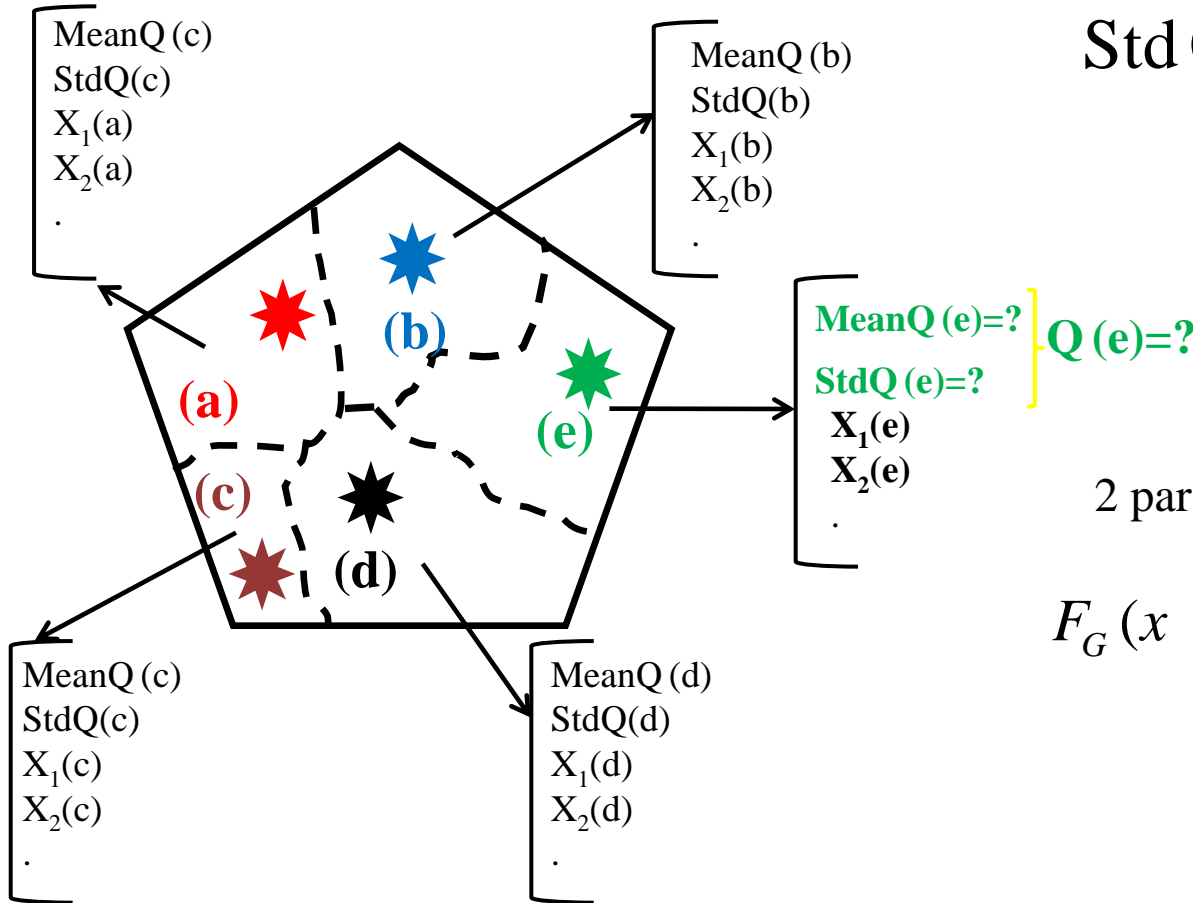 MeanQ (c)
StdQ(c)
X₁(a)
X₂(a)
.
MeanQ (b)
StdQ(b)
X₁(b)
X₂(b)
.
Std
(a)
(b)
(c)
(d)
(e)
MeanQ (e)=?
StdQ (e)=?
Q (e)=?
X₁(e)
X₂(e)
.
2 par
F_G (x
MeanQ (c)
StdQ(c)
X₁(c)
X₂(c)
.
MeanQ (d)
StdQ(d)
X₁(d)
X₂(d)
.